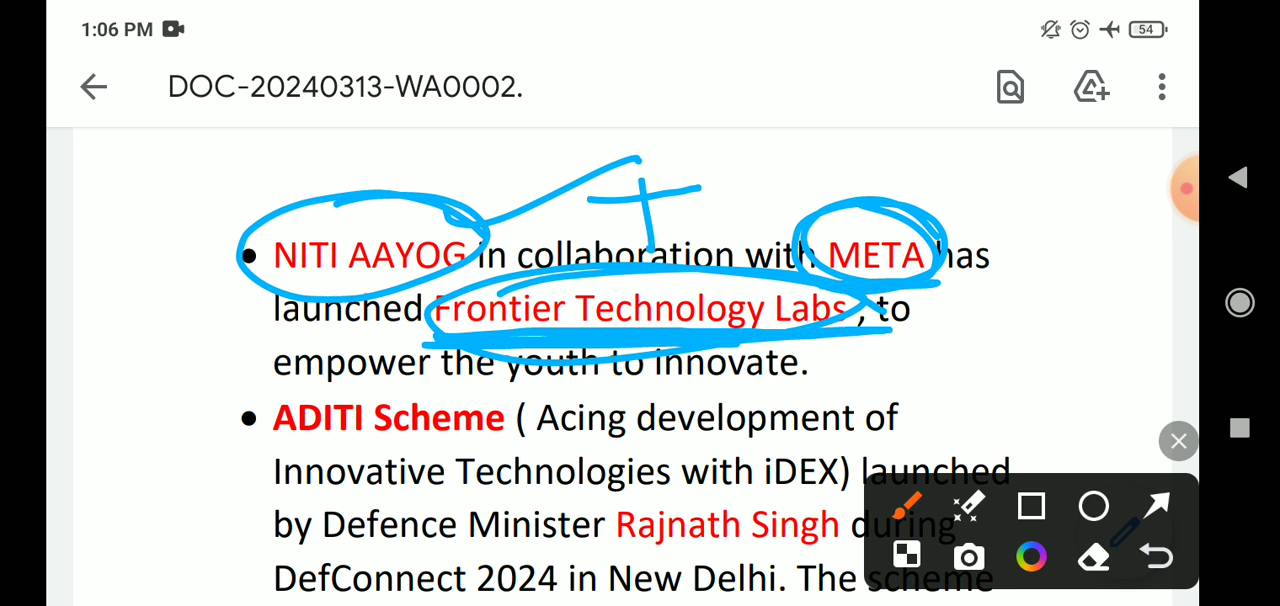 1:06 PM
54
DOC-20240313-WA0002.
• NITI AAYOG in collaboration with META has
launched Frontier Technology Labs , to
empower the youth to innovate.
• ADITI Scheme ( Acing development of
Innovative Technologies with iDEX) launched
by Defence Minister Rajnath Singh during
DefConnect 2024 in New Delhi. The scheme